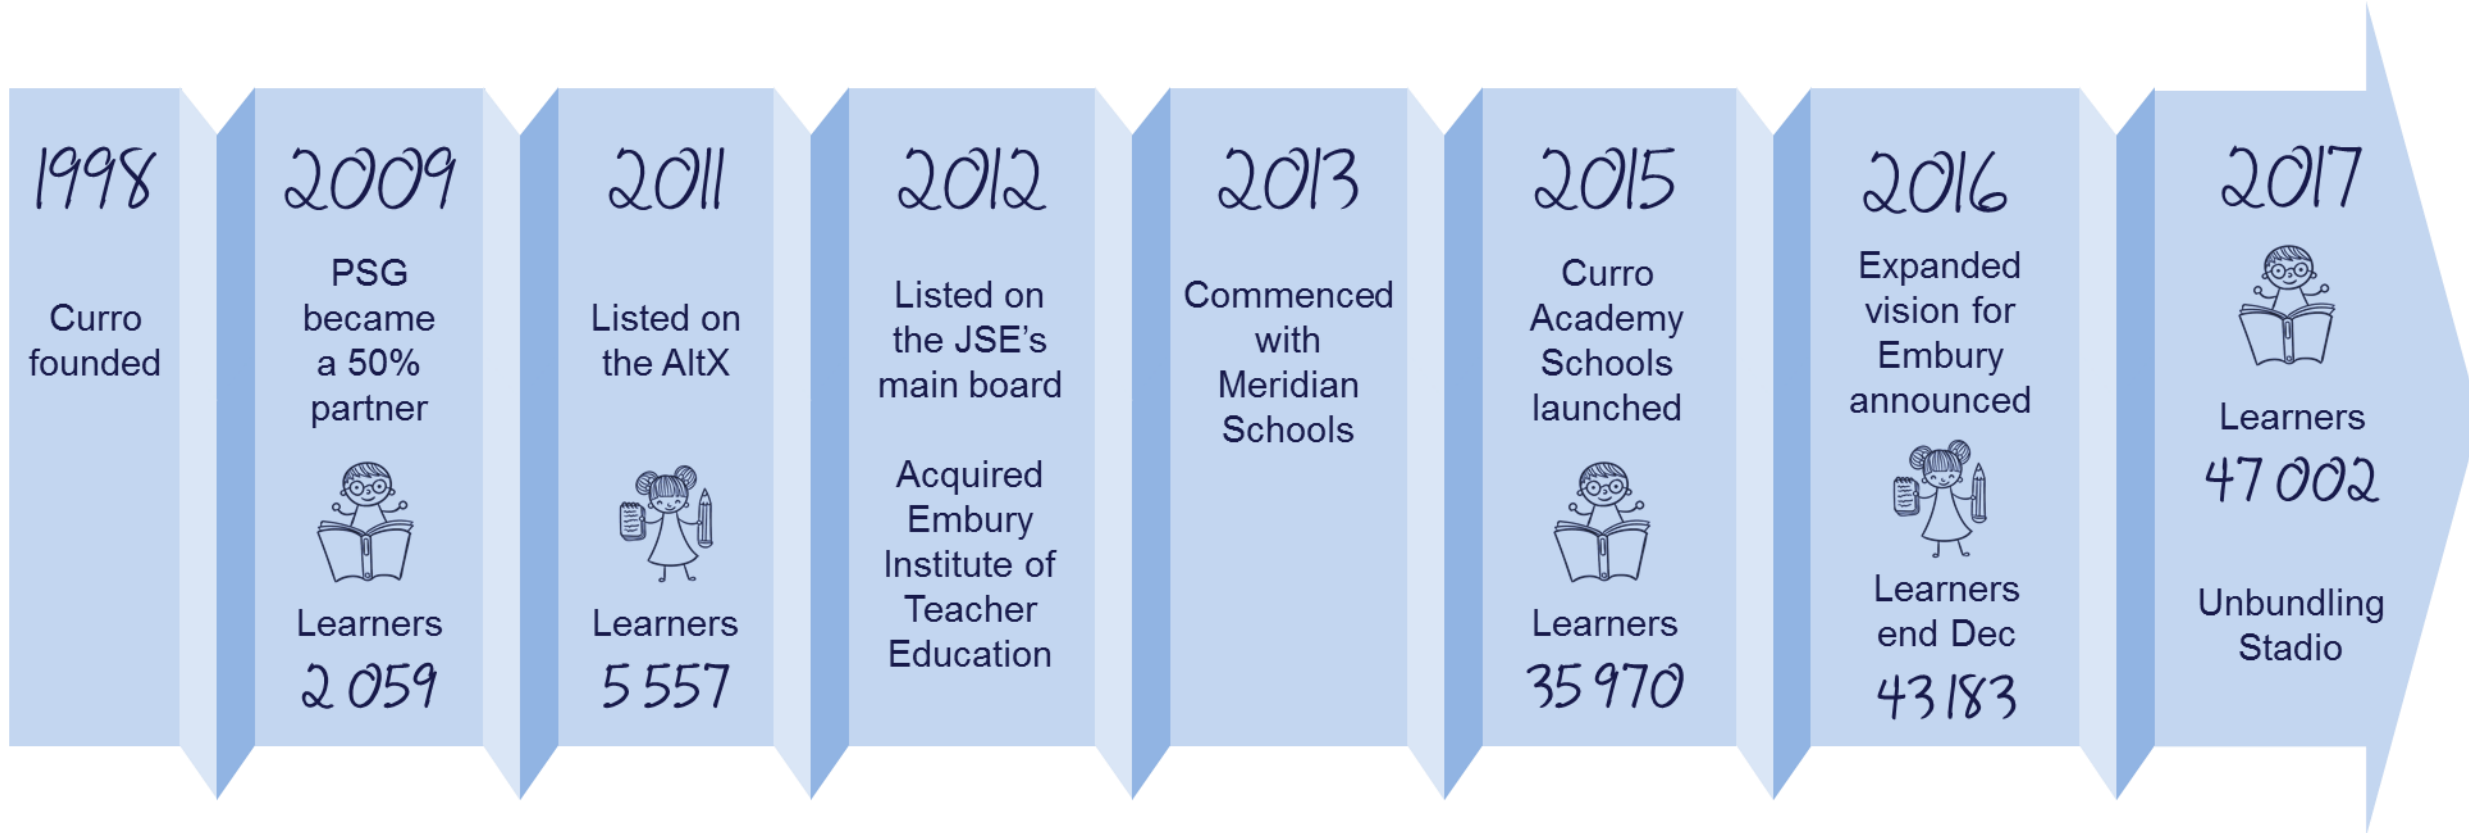 1998
Curro
founded
2009
PSG
became
a 50%
partner
Learners
2 059
2011
Listed on
the AltX
Learners
5 557
2012
Listed on
the JSE’s
main board
Acquired
Embury
Institute of
Teacher
Education
2013
Commenced
with
Meridian
Schools
2015
Curro
Academy
Schools
launched
Learners
35 970
2016
Expanded
vision for
Embury
announced
Learners
end Dec
43 183
2017
Learners
47 002
Unbundling
Stadio